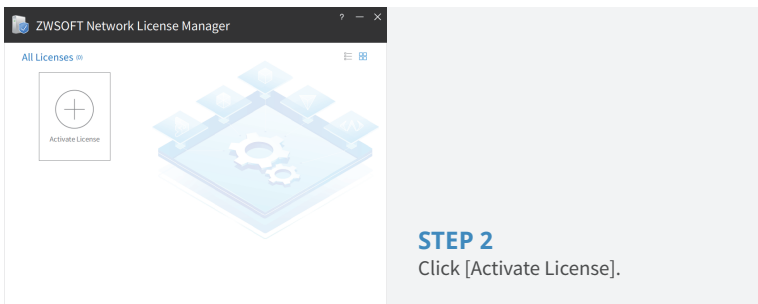 ZWSOFT Network License Manager
? — ×
All Licenses (0)
Activate License
STEP 2
Click [Activate License].